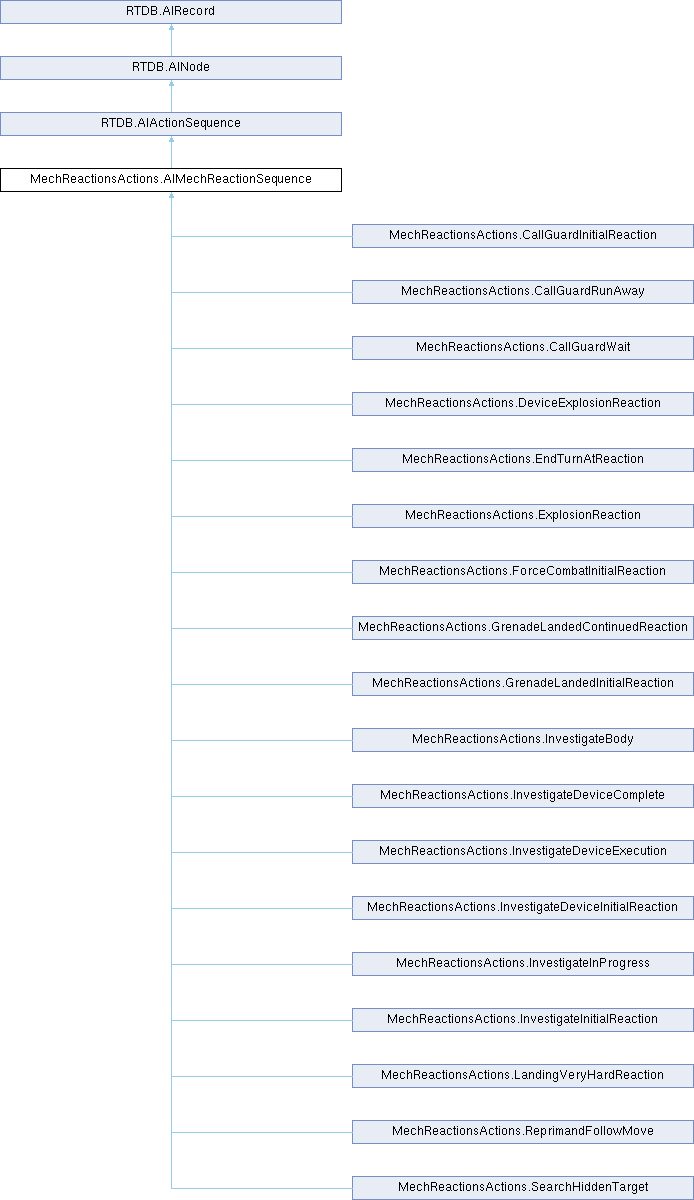 RTDB.AIRecord
RTDB.AINode
RTDB.AIActionSequence
MechReactionsActions.AIMechReactionSequence
MechReactionsActions.CallGuardInitialReaction
MechReactionsActions.CallGuardRunAway
MechReactionsActions.CallGuardWait
MechReactionsActions.DeviceExplosionReaction
MechReactionsActions.EndTurnAtReaction
MechReactionsActions.ExplosionReaction
MechReactionsActions.ForceCombatInitialReaction
MechReactionsActions.GrenadeLandedContinuedReaction
MechReactionsActions.GrenadeLandedInitialReaction
MechReactionsActions.InvestigateBody
MechReactionsActions.InvestigateDeviceComplete
MechReactionsActions.InvestigateDeviceExecution
MechReactionsActions.InvestigateDeviceInitialReaction
MechReactionsActions.InvestigateInProgress
MechReactionsActions.InvestigateInitialReaction
MechReactionsActions.LandingVeryHardReaction
MechReactionsActions.ReprimandFollowMove
MechReactionsActions.SearchHiddenTarget